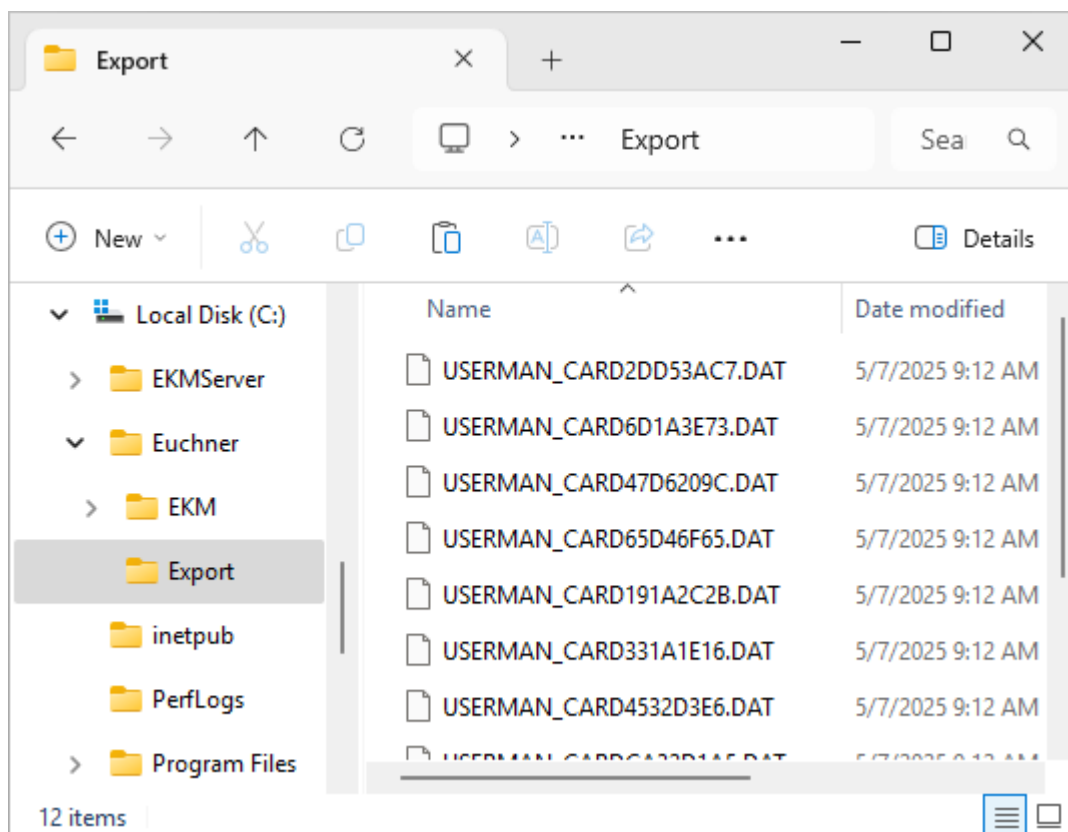 Export
Export
Sea
New
Details
Local Disk (C:)
EKMServer
Euchner
EKM
Export
inetpub
PerfLogs
Program Files
Name Date modified
USERMAN_CARD2DD53AC7.DAT 5/7/2025 9:12 AM
USERMAN_CARD6D1A3E73.DAT 5/7/2025 9:12 AM
USERMAN_CARD47D6209C.DAT 5/7/2025 9:12 AM
USERMAN_CARD65D46F65.DAT 5/7/2025 9:12 AM
USERMAN_CARD191A2C2B.DAT 5/7/2025 9:12 AM
USERMAN_CARD331A1E16.DAT 5/7/2025 9:12 AM
USERMAN_CARD4532D3E6.DAT 5/7/2025 9:12 AM
12 items